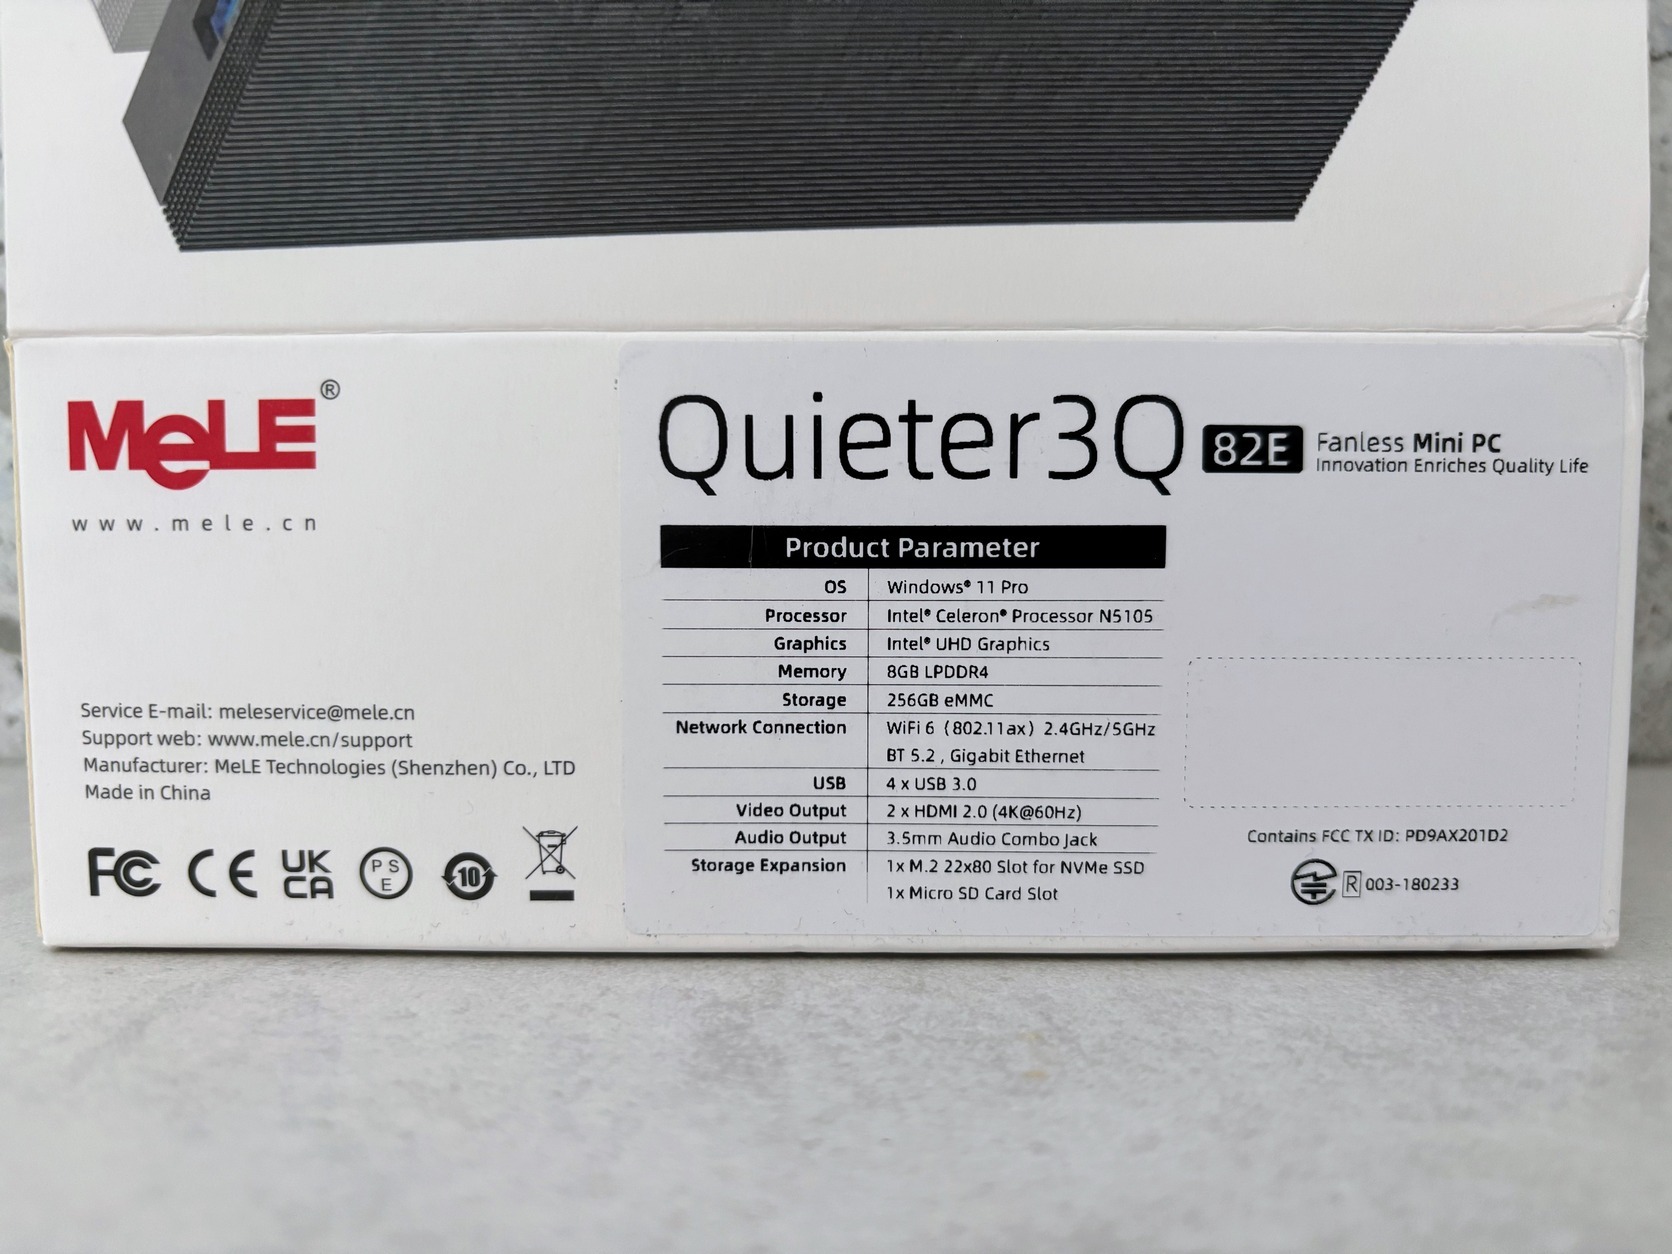 MeLE®
www.mele.cn
Service E-mail: meleservice@mele.cn
Support web: www.mele.cn/support
Manufacturer: MeLE Technologies (Shenzhen) Co., LTD
Made in China
FC CE UK CA PS E 10
Quieter3Q 82E Fanless Mini PC
Innovation Enriches Quality Life
Product Parameter
OS Windows® 11 Pro
Processor Intel® Celeron® Processor N5105
Graphics Intel® UHD Graphics
Memory 8GB LPDDR4
Storage 256GB eMMC
Network Connection WiFi 6 (802.11ax) 2.4GHz/5GHz
BT 5.2 , Gigabit Ethernet
USB 4 x USB 3.0
Video Output 2 x HDMI 2.0 (4K@60Hz)
Audio Output 3.5mm Audio Combo Jack
Storage Expansion 1x M.2 22x80 Slot for NVMe SSD
1x Micro SD Card Slot
Contains FCC TX ID: PD9AX201D2
R 003-180233